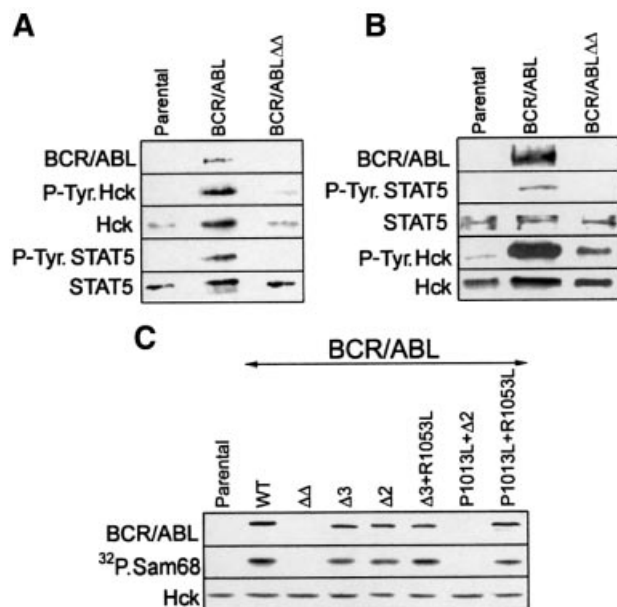 A
Parental
BCR/ABL
BCR/ABLΔΔ
BCR/ABL
P-Tyr.Hck
Hck
P-Tyr. STAT5
STAT5
B
Parental
BCR/ABL
BCR/ABLΔΔ
BCR/ABL
P-Tyr. STAT5
STAT5
P-Tyr.Hck
Hck
C
BCR/ABL
Parental
WT
ΔΔ
Δ3
Δ2
Δ3+R1053L
P1013L+Δ2
P1013L+R1053L
BCR/ABL
³²P.Sam68
Hck